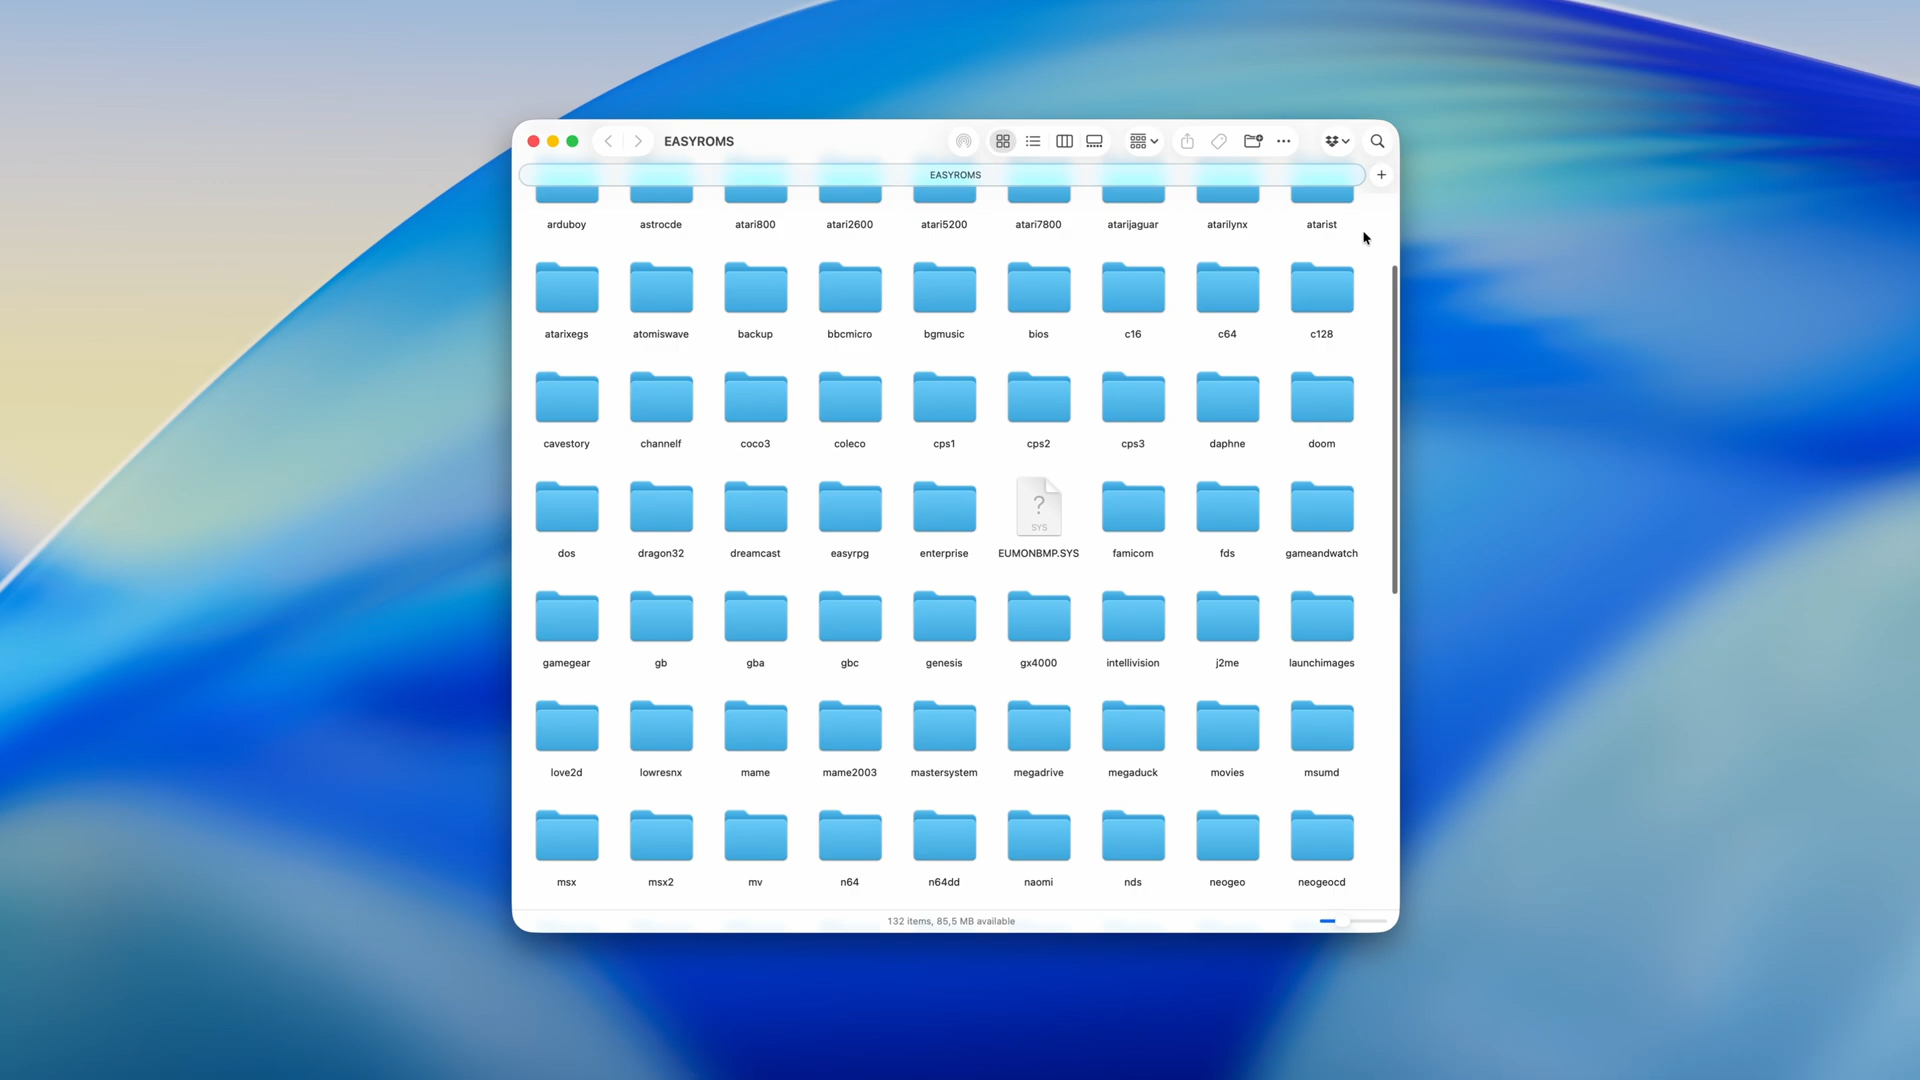 EASYROMS
EASYROMS
arduboy astrocde atari800 atari2600 atari5200 atari7800 atarijaguar atarilynx atarist
atarixegs atomiswave backup bbcmicro bgmusic bios c16 c64 c128
cavestory channelf coco3 coleco cps1 cps2 cps3 daphne doom
?
SYS
dos dragon32 dreamcast easyrpg enterprise EUMONBMP.SYS famicom fds gameandwatch
gamegear gb gba gbc genesis gx4000 intellivision j2me launchimages
love2d lowresnx mame mame2003 mastersystem megadrive megaduck movies msumd
msx msx2 mv n64 n64dd naomi nds neogeo neogeocd
132 items, 85,5 MB available